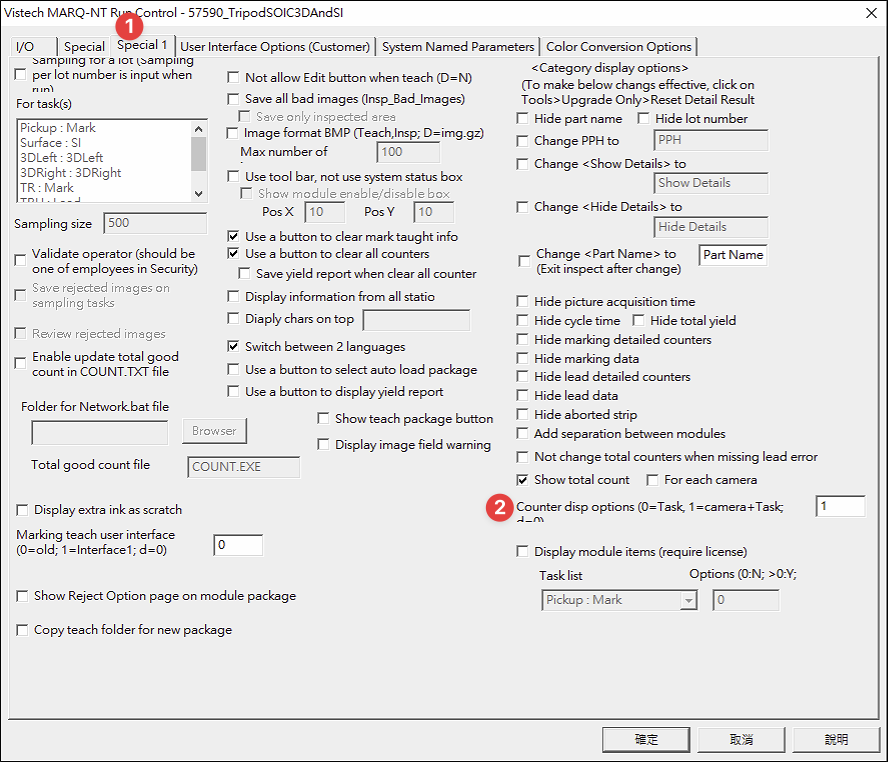 Vistech MARQ-NT Run Control - 57590_TripodSOIC3DAndSI
1
I/O
Special
Special 1
User Interface Options (Customer)
System Named Parameters
Color Conversion Options
Sampling for a lot (Sampling
per lot number is input when
run)
For task(s)
Pickup : Mark
Surface : SI
3DLeft : 3DLeft
3DRight : 3DRight
TR : Mark
Sampling size
500
Validate operator (should be
one of employees in Security)
Save rejected images on
sampling tasks
Review rejected images
Enable update total good
count in COUNT.TXT file
Folder for Network.bat file
Browser
Total good count file
COUNT.EXE
Display extra ink as scratch
Marking teach user interface
(0=old; 1=Interface1; d=0)
0
Show Reject Option page on module package
Copy teach folder for new package
Not allow Edit button when teach (D=N)
Save all bad images (Insp_Bad_Images)
Save only inspected area
Image format BMP (Teach,Insp; D=img.gz)
Max number of
100
Use tool bar, not use system status box
Show module enable/disable box
Pos X
10
Pos Y
10
Use a button to clear mark taught info
Use a button to clear all counters
Save yield report when clear all counter
Display information from all statio
Diaply chars on top
Switch between 2 languages
Use a button to select auto load package
Use a button to display yield report
Show teach package button
Display image field warning
<Category display options>
(To make below changs effective, click on
Tools>Upgrade Only>Reset Detail Result
Hide part name
Hide lot number
Change PPH to
PPH
Change <Show Details> to
Show Details
Change <Hide Details> to
Hide Details
Change <Part Name> to
(Exit inspect after change)
Part Name
Hide picture acquisition time
Hide cycle time
Hide total yield
Hide marking detailed counters
Hide marking data
Hide lead detailed counters
Hide lead data
Hide aborted strip
Add separation between modules
Not change total counters when missing lead error
Show total count
For each camera
2
Counter disp options (0=Task, 1=camera+Task;
d=0)
1
Display module items (require license)
Task list
Options (0:N; >0:Y;
Pickup : Mark
0
確定
取消
說明